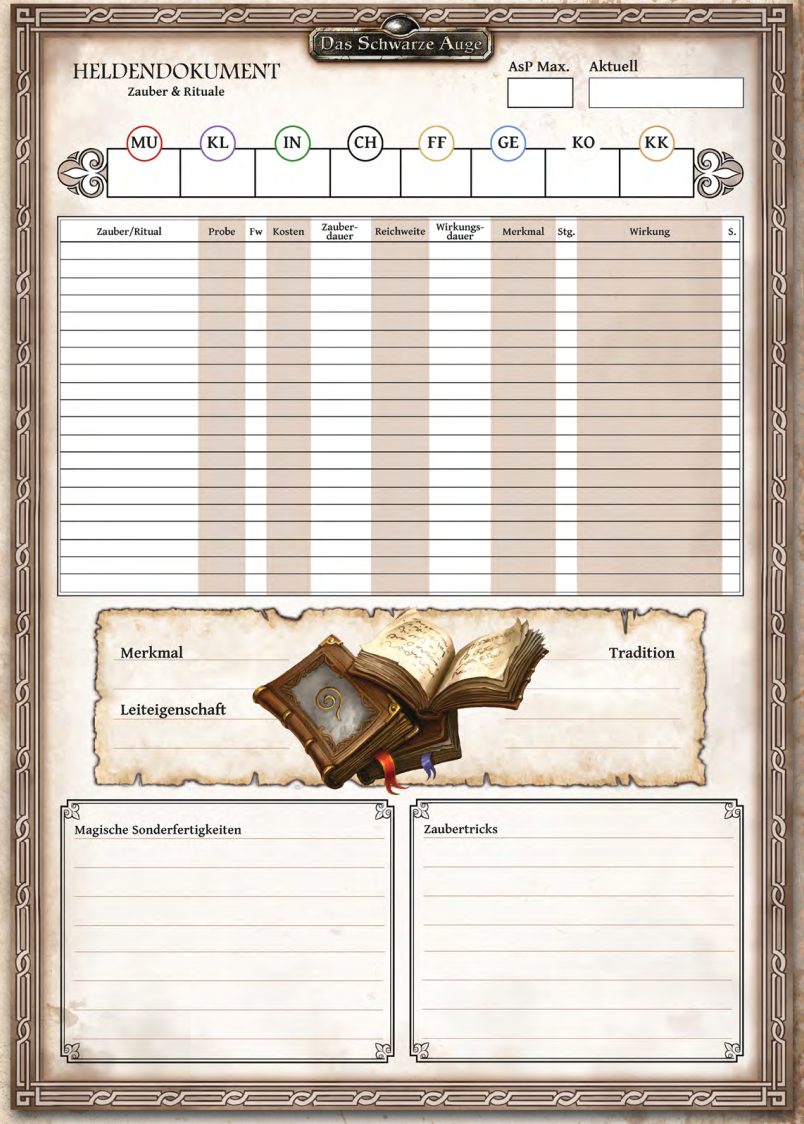 Das Schwarze Auge
HELDENDOKUMENT
Zauber & Rituale
AsP Max. Aktuell
MU KL IN CH FF GE KO KK
Zauber/Ritual Probe Fw Kosten Zauber-dauer Reichweite Wirkungs-dauer Merkmal Stg. Wirkung S.
Merkmal
Tradition
Leiteigenschaft
Magische Sonderfertigkeiten
Zaubertricks